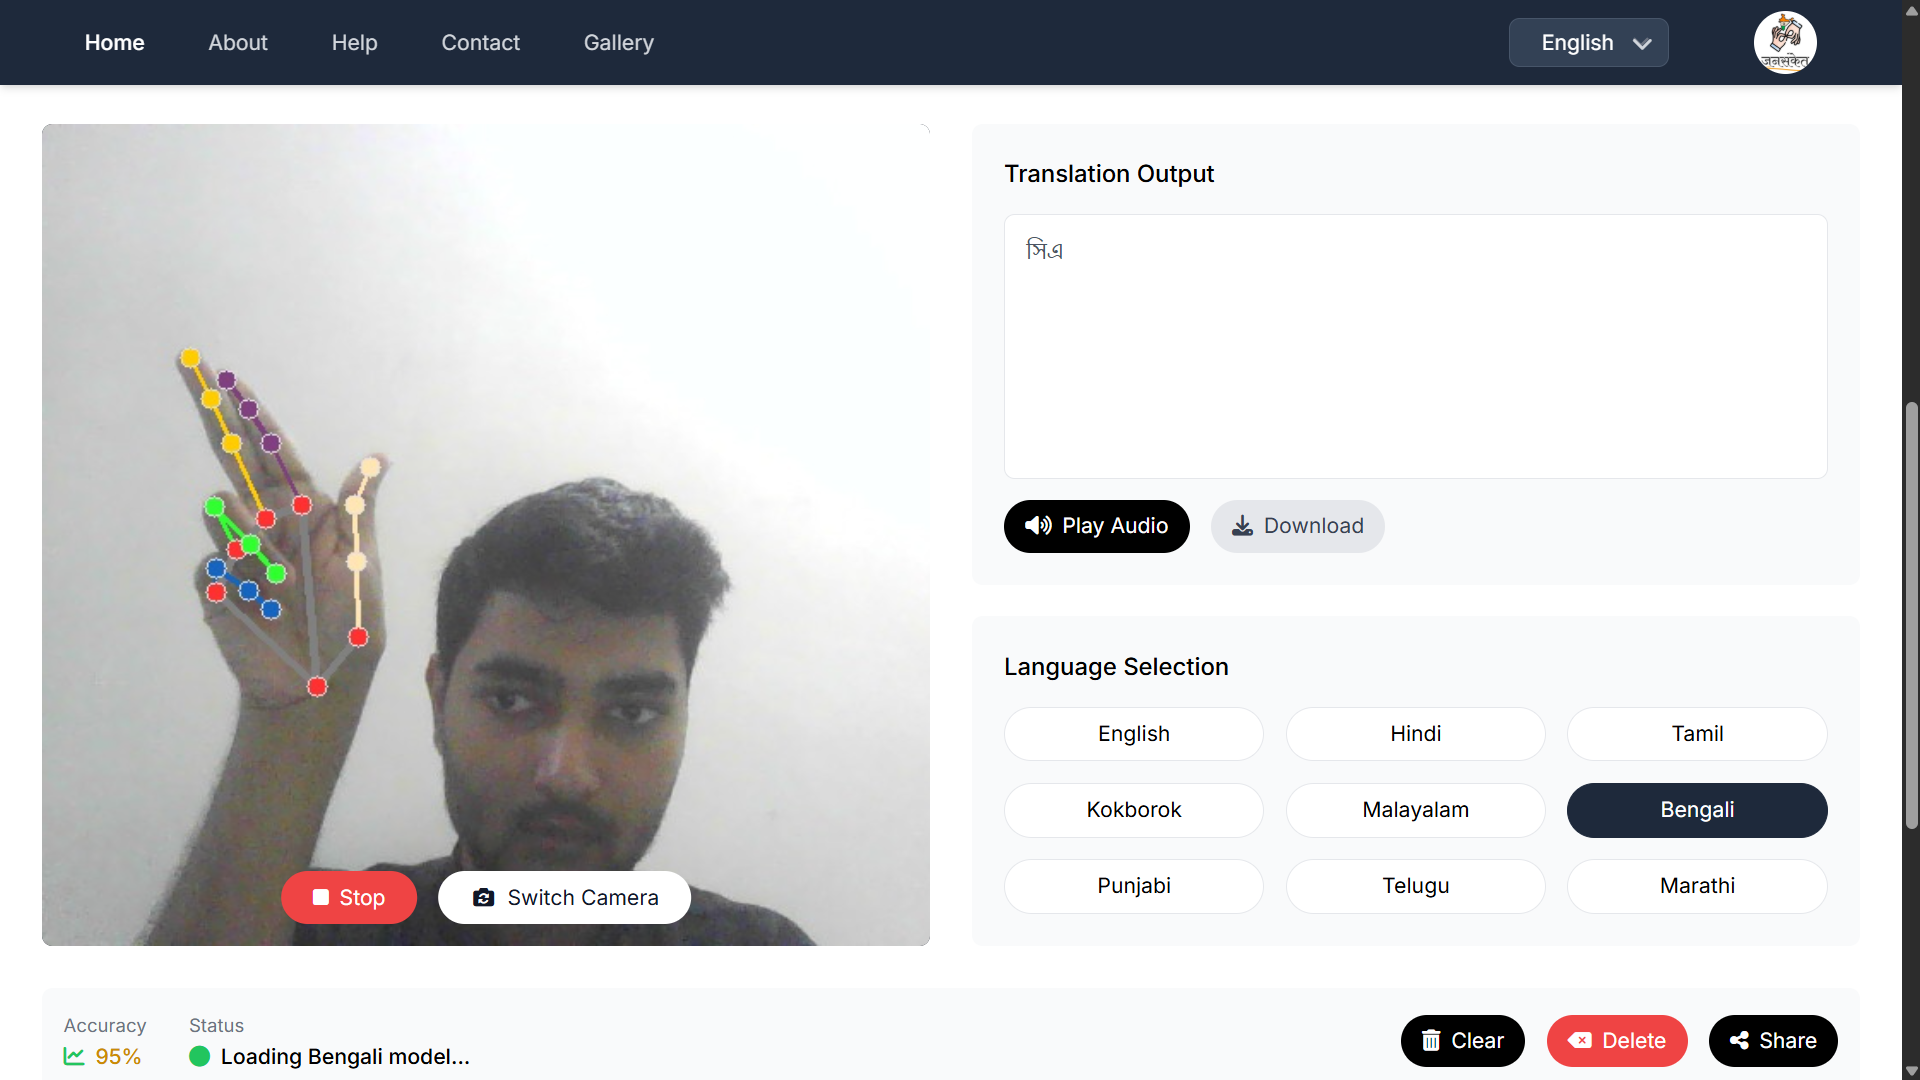 Home About Help Contact Gallery English
जनसंकेत
Translation Output
সিএ
Play Audio Download
Language Selection
English Hindi Tamil
Kokborok Malayalam Bengali
Punjabi Telugu Marathi
Stop Switch Camera
Accuracy Status
95% Loading Bengali model...
Clear Delete Share